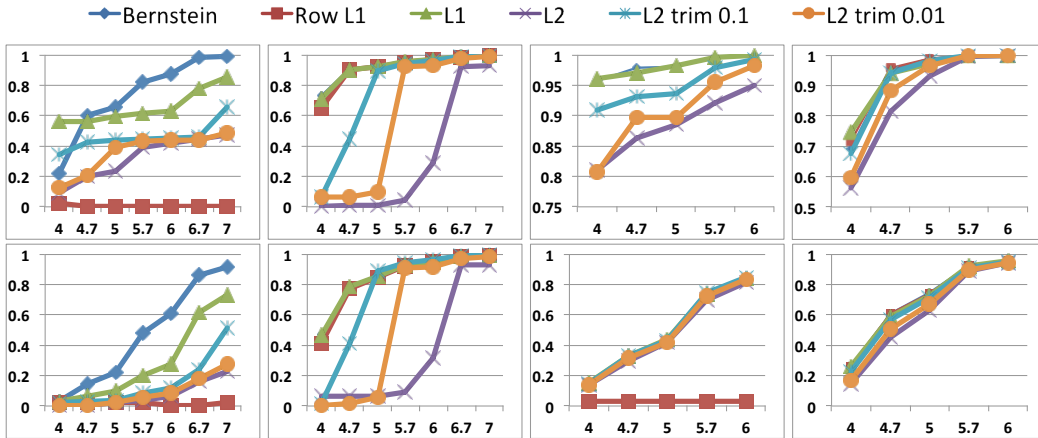 Bernstein Row L1 L1 L2 L2 trim 0.1 L2 trim 0.01
1 1 1 1
0.8 0.8 0.95 0.9
0.6 0.6 0.9 0.8
0.4 0.4 0.85 0.7
0.2 0.2 0.8 0.6
0 0 0.75 0.5
4 4.7 5 5.7 6 6.7 7 4 4.7 5 5.7 6 6.7 7 4 4.7 5 5.7 6 4 4.7 5 5.7 6
1 1 1 1
0.8 0.8 0.8 0.8
0.6 0.6 0.6 0.6
0.4 0.4 0.4 0.4
0.2 0.2 0.2 0.2
0 0 0 0
4 4.7 5 5.7 6 6.7 7 4 4.7 5 5.7 6 6.7 7 4 4.7 5 5.7 6 4 4.7 5 5.7 6